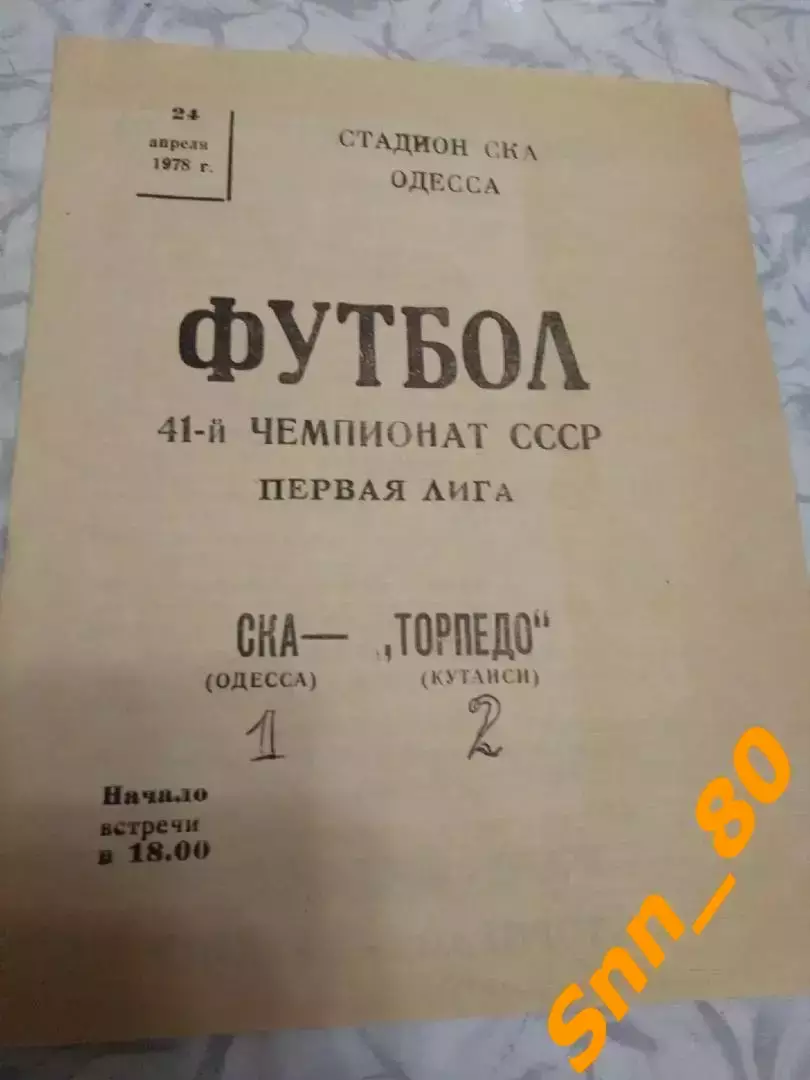 24
апреля
1978 г.
СТАДИОН СКА
ОДЕССА
ФУТБОЛ
41-й ЧЕМПИОНАТ СССР
ПЕРВАЯ ЛИГА
СКА— „ТОРПЕДО“
(ОДЕССА) (КУТАИСИ)
1 2
Начало
встречи
в 18.00
Snn_80